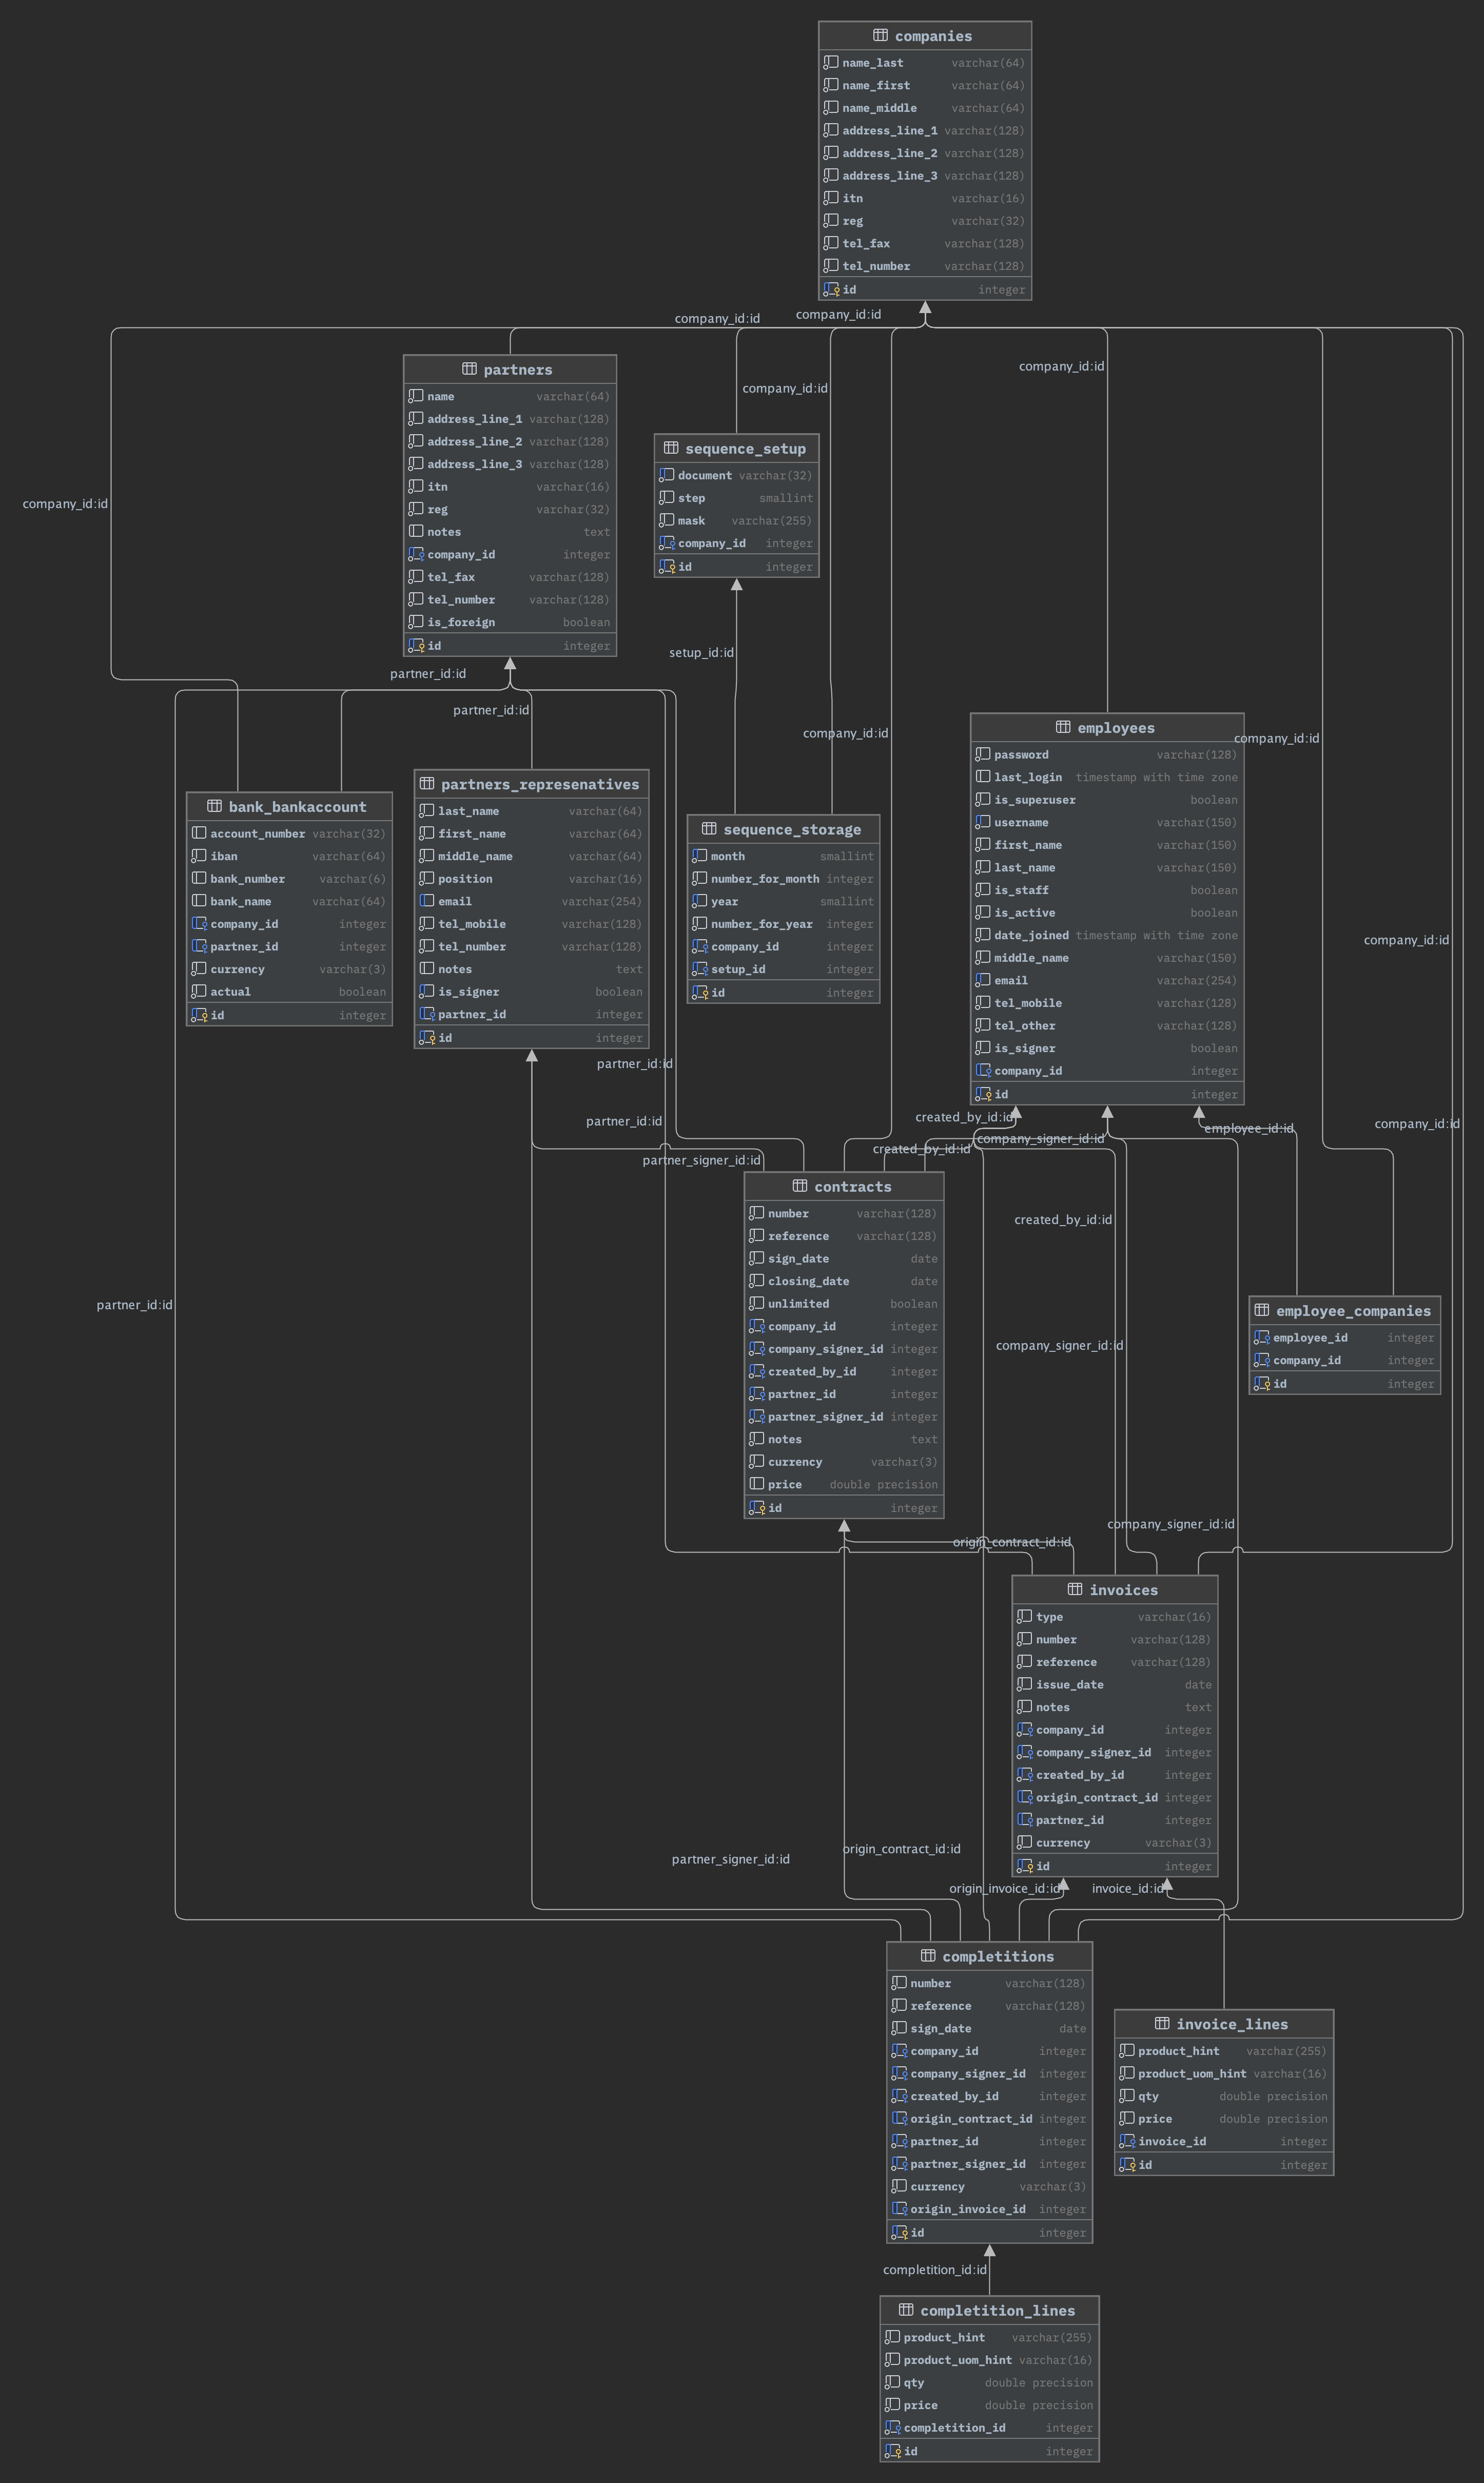 companies
name_last varchar(64)
name_first varchar(64)
name_middle varchar(64)
address_line_1 varchar(128)
address_line_2 varchar(128)
address_line_3 varchar(128)
itn varchar(16)
reg varchar(32)
tel_fax varchar(128)
tel_number varchar(128)
id integer
company_id:id
company_id:id
company_id:id
company_id:id
company_id:id
company_id:id
company_id:id
company_id:id
company_id:id
partners
name varchar(64)
address_line_1 varchar(128)
address_line_2 varchar(128)
address_line_3 varchar(128)
itn varchar(16)
reg varchar(32)
notes text
company_id integer
tel_fax varchar(128)
tel_number varchar(128)
is_foreign boolean
id integer
sequence_setup
document varchar(32)
step smallint
mask varchar(255)
company_id integer
id integer
setup_id:id
partner_id:id
partner_id:id
employees
password varchar(128)
last_login timestamp with time zone
is_superuser boolean
username varchar(150)
first_name varchar(150)
last_name varchar(150)
is_staff boolean
is_active boolean
date_joined timestamp with time zone
middle_name varchar(150)
email varchar(254)
tel_mobile varchar(128)
tel_other varchar(128)
is_signer boolean
company_id integer
id integer
bank_bankaccount
account_number varchar(32)
iban varchar(64)
bank_number varchar(6)
bank_name varchar(64)
company_id integer
partner_id integer
currency varchar(3)
actual boolean
id integer
partners_represenatives
last_name varchar(64)
first_name varchar(64)
middle_name varchar(64)
position varchar(16)
email varchar(254)
tel_mobile varchar(128)
tel_number varchar(128)
notes text
is_signer boolean
partner_id integer
id integer
sequence_storage
month smallint
number_for_month integer
year smallint
number_for_year integer
company_id integer
setup_id integer
id integer
partner_id:id
partner_id:id
partner_signer_id:id
created_by_id:id
created_by_id:id
company_signer_id:id
employee_id:id
contracts
number varchar(128)
reference varchar(128)
sign_date date
closing_date date
unlimited boolean
company_id integer
company_signer_id integer
created_by_id integer
partner_id integer
partner_signer_id integer
notes text
currency varchar(3)
price double precision
id integer
created_by_id:id
company_signer_id:id
partner_id:id
employee_companies
employee_id integer
company_id integer
id integer
company_signer_id:id
origin_contract_id:id
invoices
type varchar(16)
number varchar(128)
reference varchar(128)
issue_date date
notes text
company_id integer
company_signer_id integer
created_by_id integer
origin_contract_id integer
partner_id integer
currency varchar(3)
id integer
partner_signer_id:id
origin_contract_id:id
origin_invoice_id:id
invoice_id:id
completitions
number varchar(128)
reference varchar(128)
sign_date date
company_id integer
company_signer_id integer
created_by_id integer
origin_contract_id integer
partner_id integer
partner_signer_id integer
currency varchar(3)
origin_invoice_id integer
id integer
invoice_lines
product_hint varchar(255)
product_uom_hint varchar(16)
qty double precision
price double precision
invoice_id integer
id integer
completition_id:id
completition_lines
product_hint varchar(255)
product_uom_hint varchar(16)
qty double precision
price double precision
completition_id integer
id integer